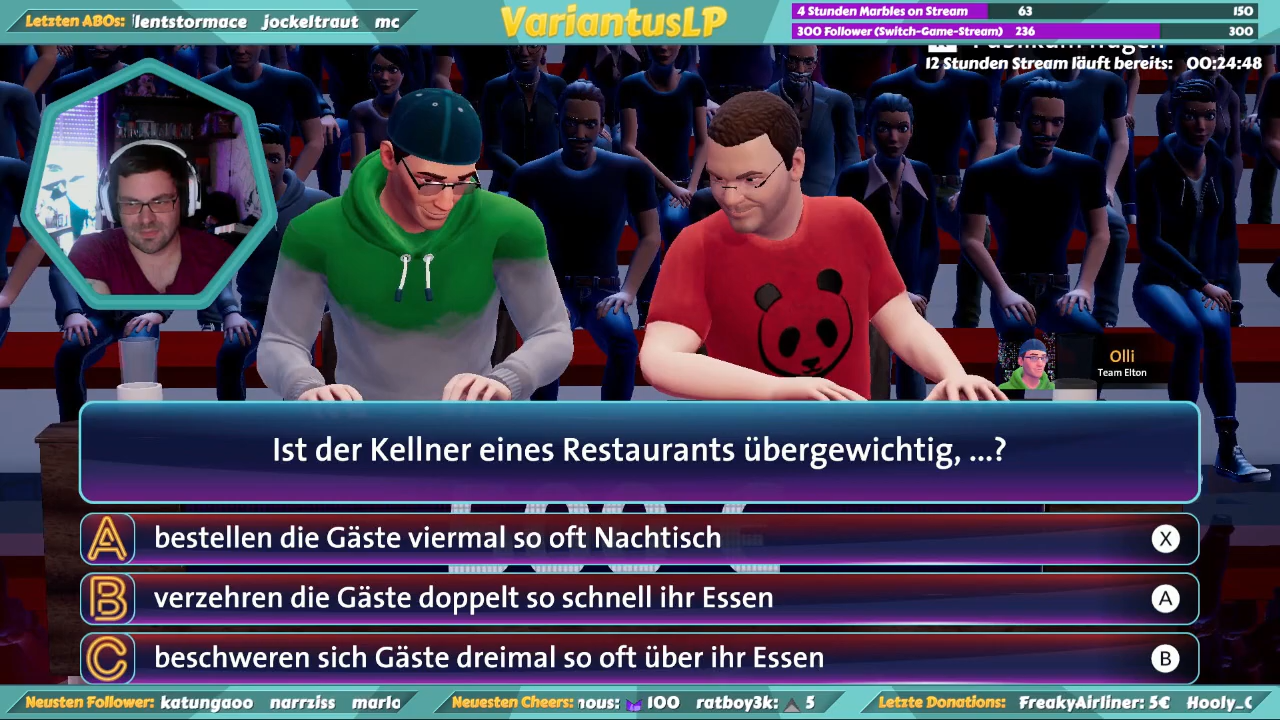 Letzten ABOs: lentstormace jockeltraut mc
VariantusLP
4 Stunden Marbles on Stream 63 150
300 Follower (Switch-Game-Stream) 236 300
12 Stunden Stream läuft bereits: 00:24:48
Olli
Team Elton
Ist der Kellner eines Restaurants übergewichtig, ...?
A bestellen die Gäste viermal so oft Nachtisch X
B verzehren die Gäste doppelt so schnell ihr Essen A
C beschweren sich Gäste dreimal so oft über ihr Essen B
Neusten Follower: katungaoo narrziss marlo
Neuesten Cheers: nous: 100 ratboy3k: 5
Letzte Donations: FreakyAirliner: 5€ Hooly_